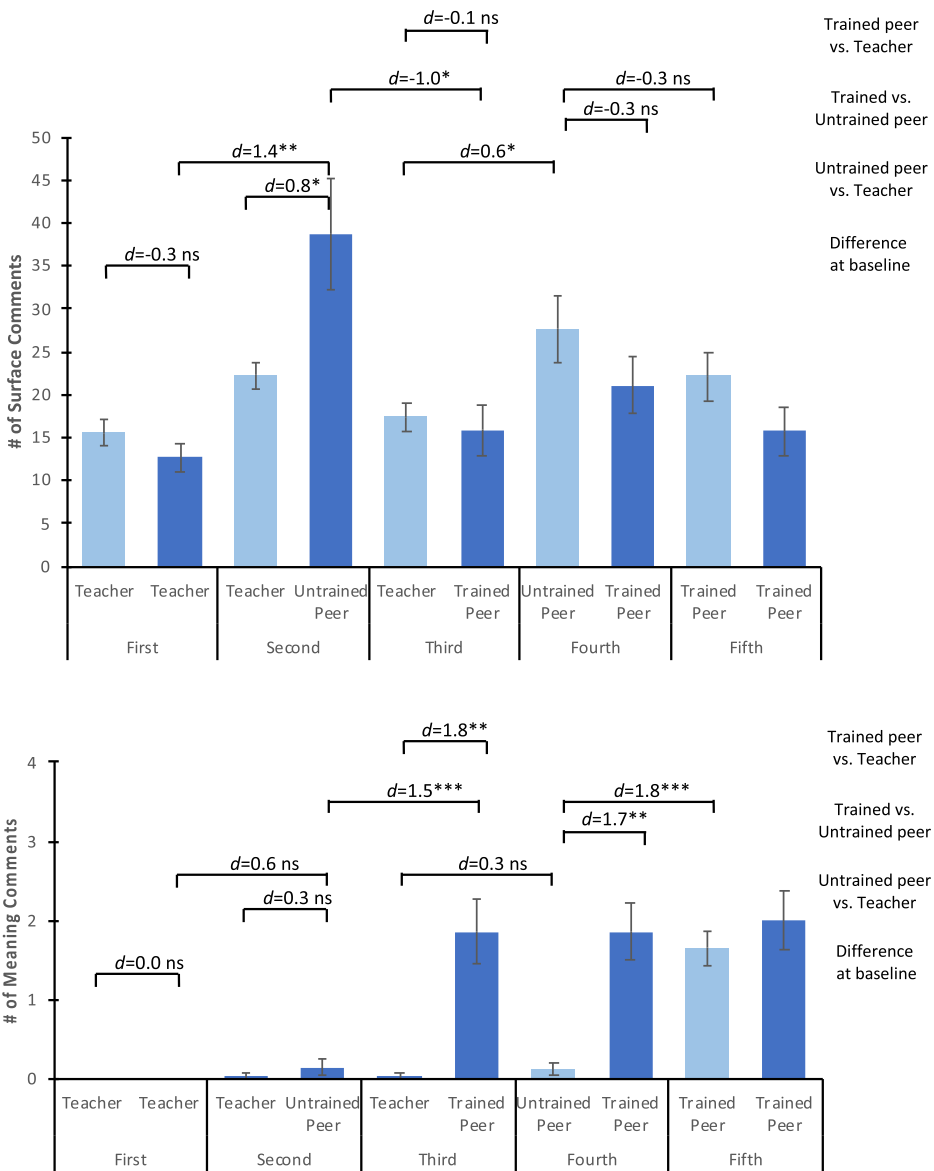 d=-0.1 ns
Trained peer
vs. Teacher
d=-1.0*
d=-0.3 ns
d=-0.3 ns
Trained vs.
Untrained peer
d=1.4**
d=0.6*
d=0.8*
Untrained peer
vs. Teacher
d=-0.3 ns
Difference
at baseline
# of Surface Comments
50
45
40
35
30
25
20
15
10
5
0
Teacher Teacher Teacher Untrained Peer Teacher Trained Peer Untrained Peer Trained Peer Trained Peer Trained Peer
First Second Third Fourth Fifth
d=1.8**
Trained peer
vs. Teacher
d=1.5***
d=1.8***
d=1.7**
Trained vs.
Untrained peer
d=0.6 ns
d=0.3 ns
d=0.3 ns
Untrained peer
vs. Teacher
d=0.0 ns
Difference
at baseline
# of Meaning Comments
4
3
2
1
0
Teacher Teacher Teacher Untrained Peer Teacher Trained Peer Untrained Peer Trained Peer Trained Peer Trained Peer
First Second Third Fourth Fifth